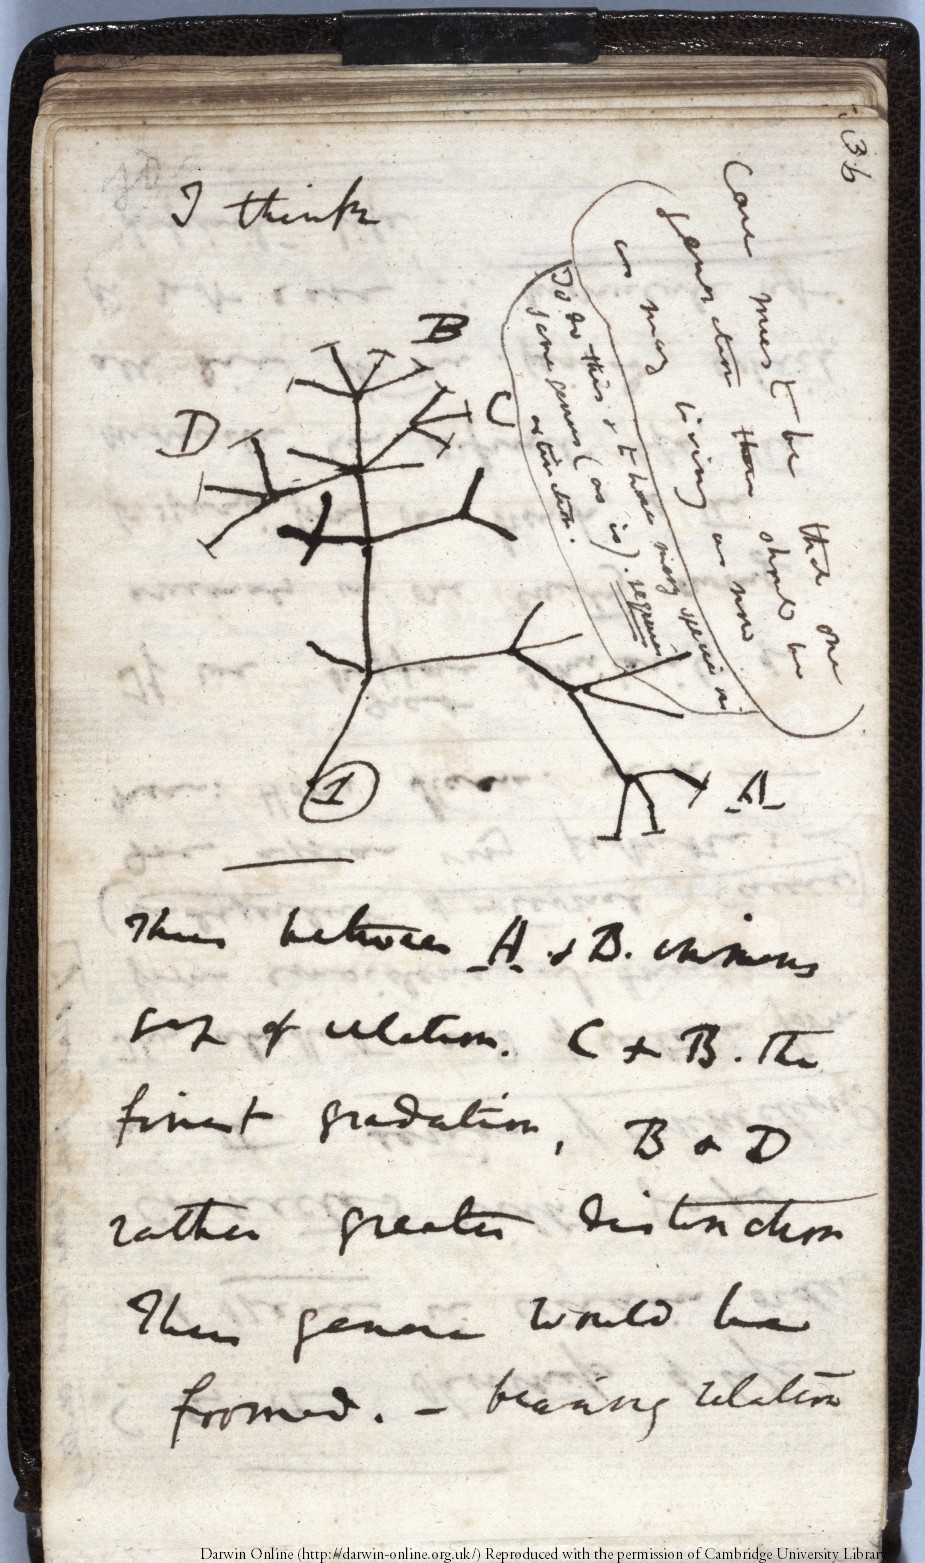 36
I think
Case must be that one
generation then should be
as many living as now
To do this & to have many species in
same genus (as is). requires
extinction.
B
C
D
A
1
Thus between A & B. immens
gap of relation. C & B. the
finest gradation, B & D
rather greater distinction
Thus genera would be
formed. — bearing relation
Darwin Online (http://darwin-online.org.uk/) Reproduced with the permission of Cambridge University Librar